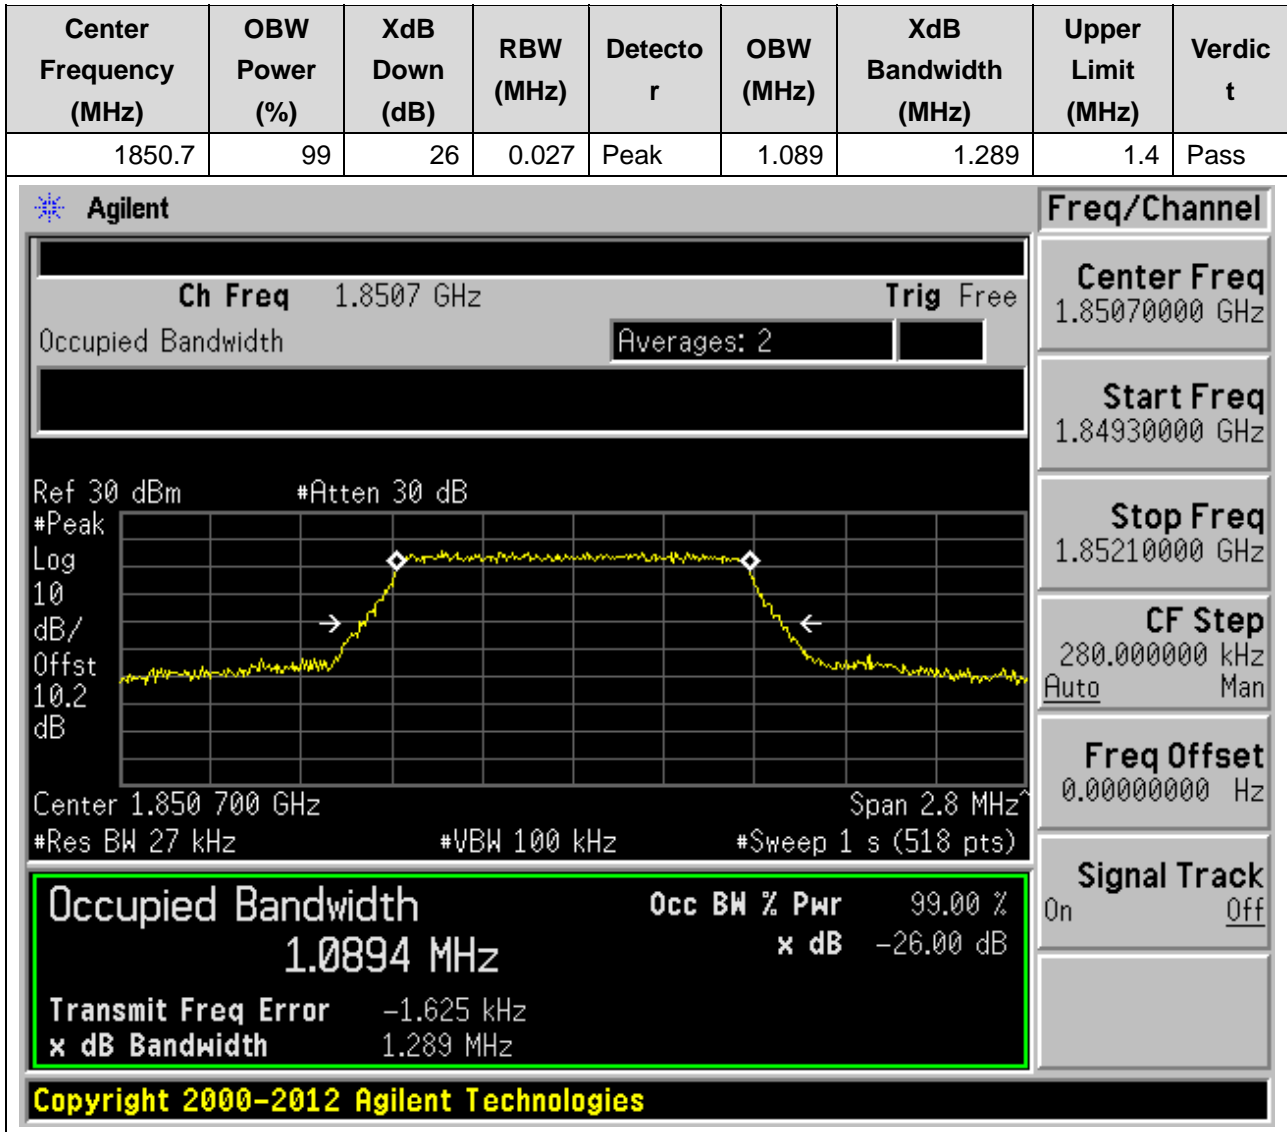 Center Frequency (MHz) OBW Power (%) XdB Down (dB) RBW (MHz) Detecto r OBW (MHz) XdB Bandwidth (MHz) Upper Limit (MHz) Verdic t
1850.7 99 26 0.027 Peak 1.089 1.289 1.4 Pass
Agilent
Freq/Channel
Ch Freq 1.8507 GHz Trig Free
Occupied Bandwidth Averages: 2
Center Freq
1.85070000 GHz
Start Freq
1.84930000 GHz
Stop Freq
1.85210000 GHz
CF Step
280.000000 kHz
Auto Man
Freq Offset
0.00000000 Hz
Signal Track
On Off
Ref 30 dBm #Atten 30 dB
#Peak
Log
10
dB/
Offst
10.2
dB
Center 1.850 700 GHz Span 2.8 MHz^
#Res BW 27 kHz #VBW 100 kHz #Sweep 1 s (518 pts)
Occupied Bandwidth Occ BW % Pwr 99.00 %
1.0894 MHz x dB -26.00 dB
Transmit Freq Error -1.625 kHz
x dB Bandwidth 1.289 MHz
Copyright 2000-2012 Agilent Technologies